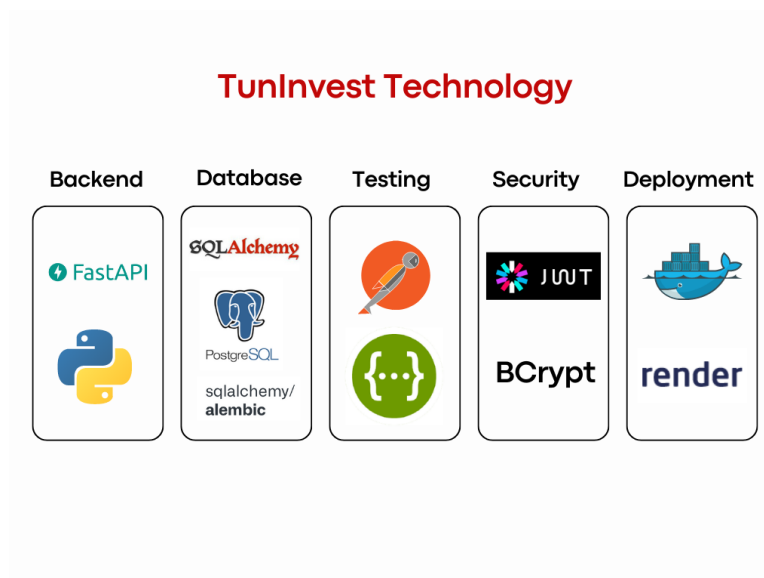 TunInvest Technology
Backend
Database
Testing
Security
Deployment
FastAPI
SQLAlchemy
PostgreSQL
sqlalchemy/
alembic
{···}
JWT
BCrypt
render